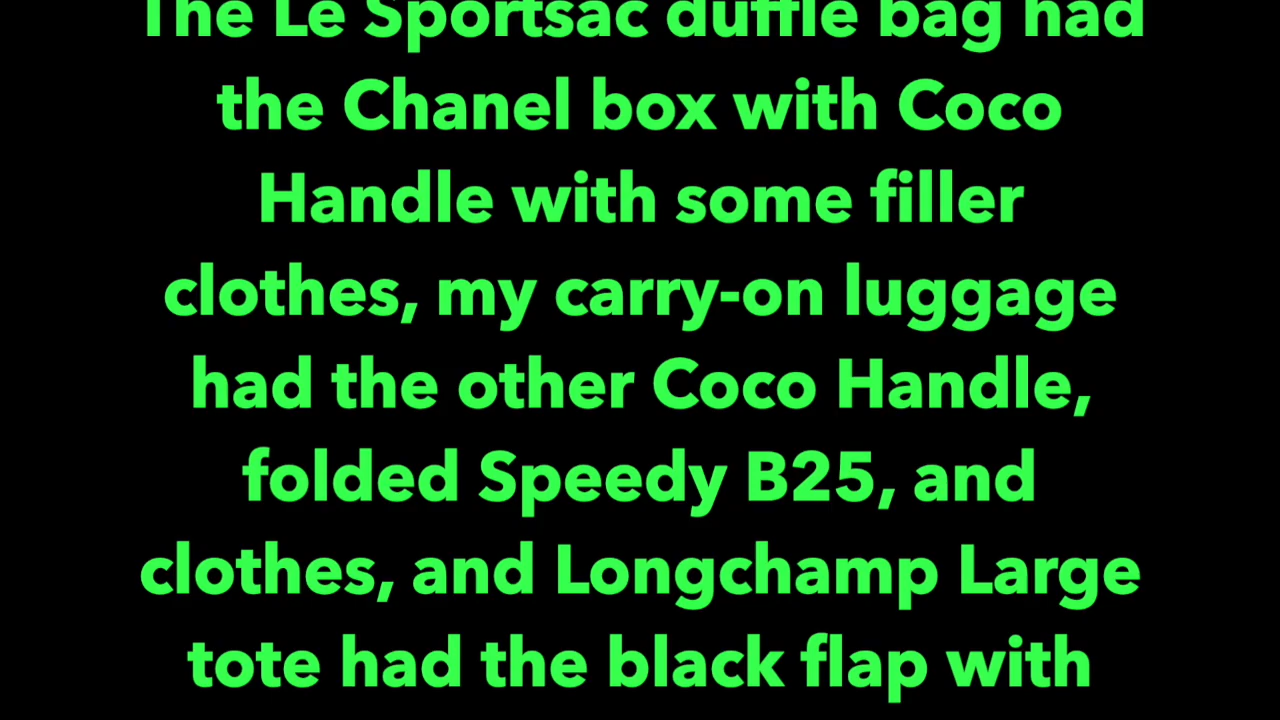 The Le Sportsac duffle bag had
the Chanel box with Coco
Handle with some filler
clothes, my carry-on luggage
had the other Coco Handle,
folded Speedy B25, and
clothes, and Longchamp Large
tote had the black flap with